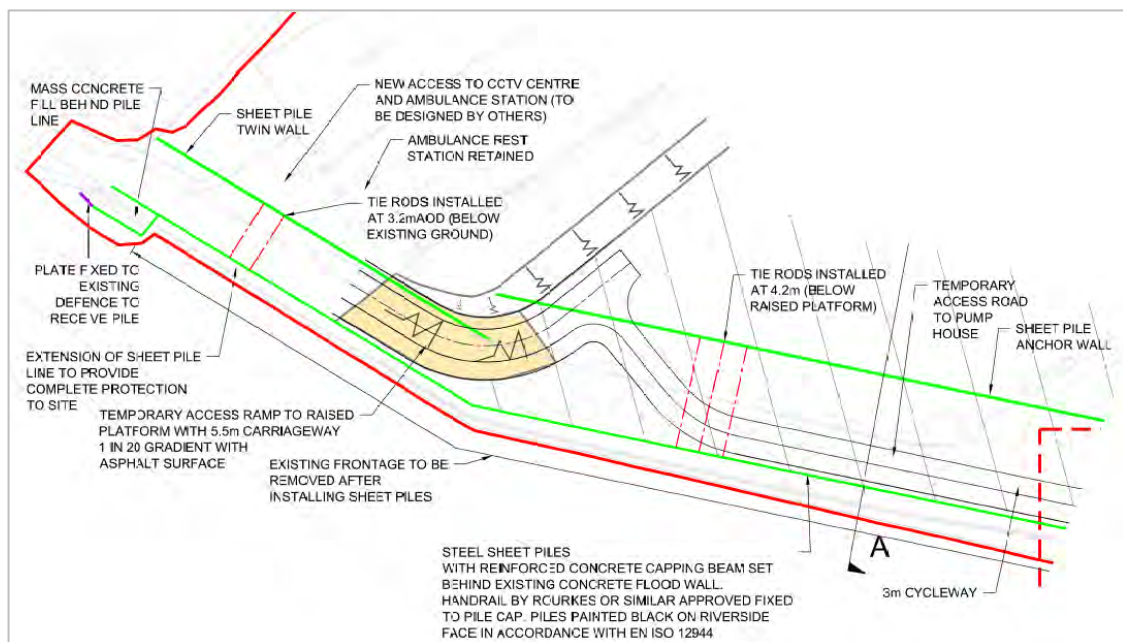 MASS CONCRETE
FILL BEHIND PILE
LINE
SHEET PILE
TWIN WALL
NEW ACCESS TO CCTV CENTRE
AND AMBULANCE STATION (TO
BE DESIGNED BY OTHERS)
AMBULANCE REST
STATION RETAINED
TIE RODS INSTALLED
AT 3.2mAOD (BELOW
EXISTING GROUND)
PLATE FIXED TO
EXISTING
DEFENCE TO
RECEIVE PILE
TIE RODS INSTALLED
AT 4.2m (BELOW
RAISED PLATFORM)
TEMPORARY
ACCESS ROAD
TO PUMP
HOUSE
SHEET PILE
ANCHOR WALL
EXTENSION OF SHEET PILE
LINE TO PROVIDE
COMPLETE PROTECTION
TO SITE
TEMPORARY ACCESS RAMP TO RAISED
PLATFORM WITH 5.5m CARRIAGEWAY
1 IN 20 GRADIENT WITH
ASPHALT SURFACE
EXISTING FRONTAGE TO BE
REMOVED AFTER
INSTALLING SHEET PILES
STEEL SHEET PILES
WITH REINFORCED CONCRETE CAPPING BEAM SET
BEHIND EXISTING CONCRETE FLOOD WALL.
HANDRAIL BY ROURKES OR SIMILAR APPROVED FIXED
TO PILE CAP. PILES PAINTED BLACK ON RIVERSIDE
FACE IN ACCORDANCE WITH EN ISO 12944
A
3m CYCLEWAY